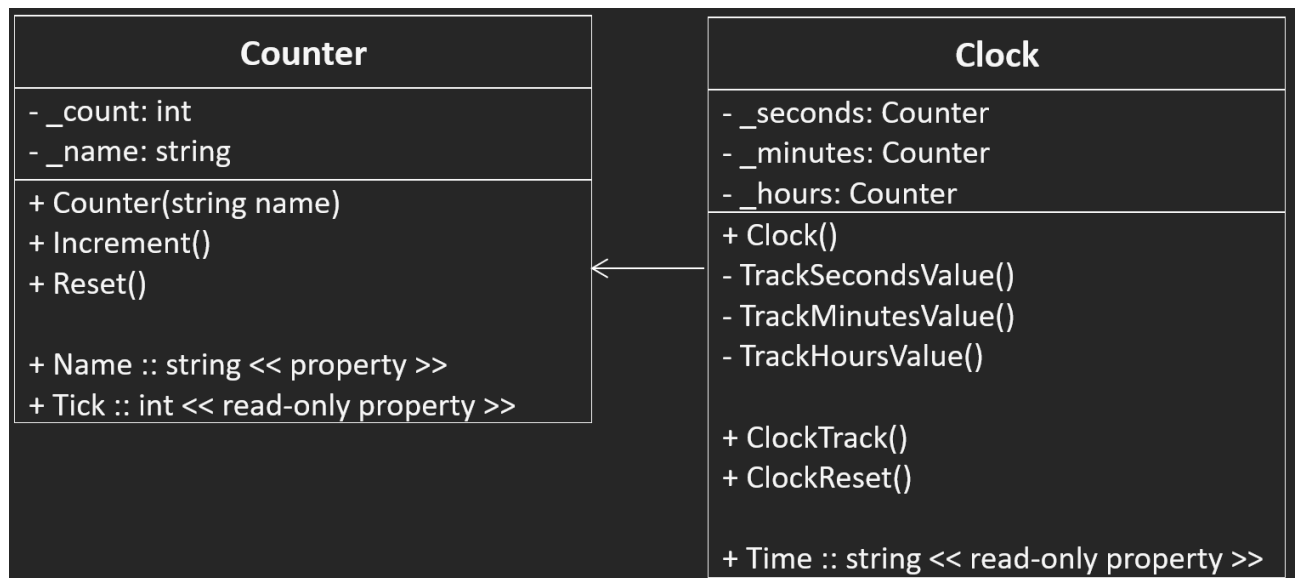 Counter
- _count: int
- _name: string
+ Counter(string name)
+ Increment()
+ Reset()
+ Name :: string << property >>
+ Tick :: int << read-only property >>
Clock
- _seconds: Counter
- _minutes: Counter
- _hours: Counter
+ Clock()
- TrackSecondsValue()
- TrackMinutesValue()
- TrackHoursValue()
+ ClockTrack()
+ ClockReset()
+ Time :: string << read-only property >>